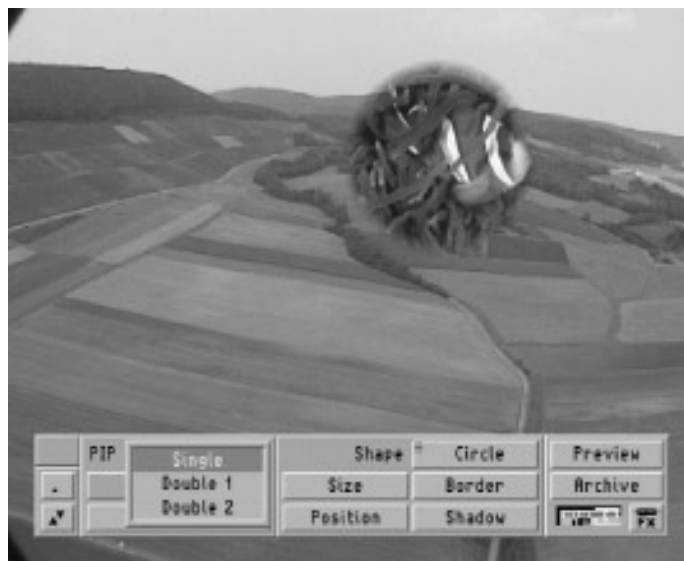 PIP
Single
Double 1
Double 2
Shape
Circle
Size
Border
Position
Shadow
Preview
Archive
FX